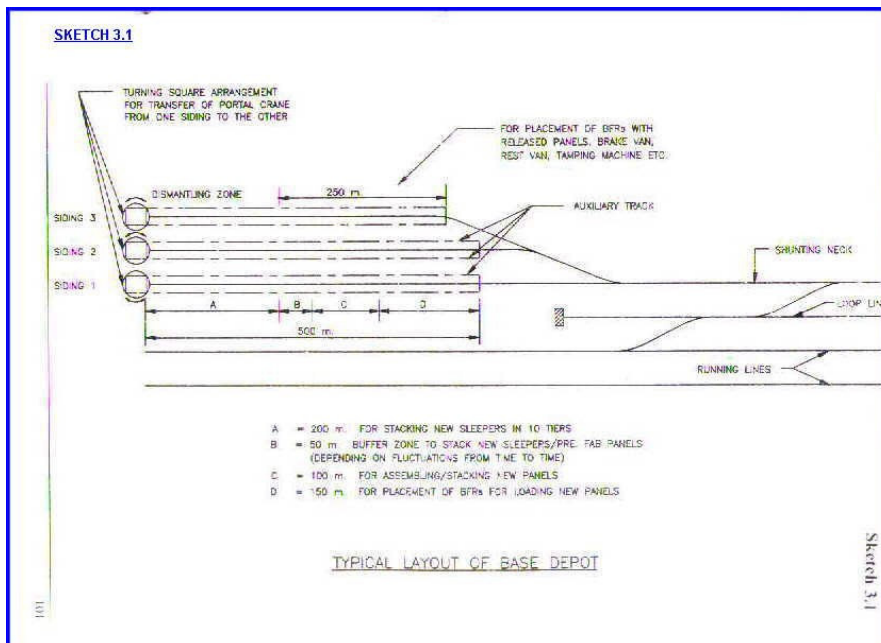 SKETCH 3.1
TURNING SQUARE ARRANGEMENT
FOR TRANSFER OF PORTAL CRANE
FROM ONE SIDING TO THE OTHER
FOR PLACEMENT OF BFRs WITH
RELEASED PANELS, BRAKE VAN,
REST VAN, TAMPING MACHINE ETC.
DISMANTLING ZONE
250 m.
AUXILIARY TRACK
SIDING 3
SIDING 2
SIDING 1
SHUNTING NECK
A
B
C
D
LOOP LIN
500 m.
RUNNING LINES
A = 200 m. FOR STACKING NEW SLEEPERS IN 10 TIERS
B = 50 m. BUFFER ZONE TO STACK NEW SLEEPERS/PRE. FAB PANELS
(DEPENDING ON FLUCTUATIONS FROM TIME TO TIME)
C = 100 m. FOR ASSEMBLING/STACKING NEW PANELS
D = 150 m. FOR PLACEMENT OF BFRs FOR LOADING NEW PANELS
TYPICAL LAYOUT OF BASE DEPOT
Sketch 3.1
101